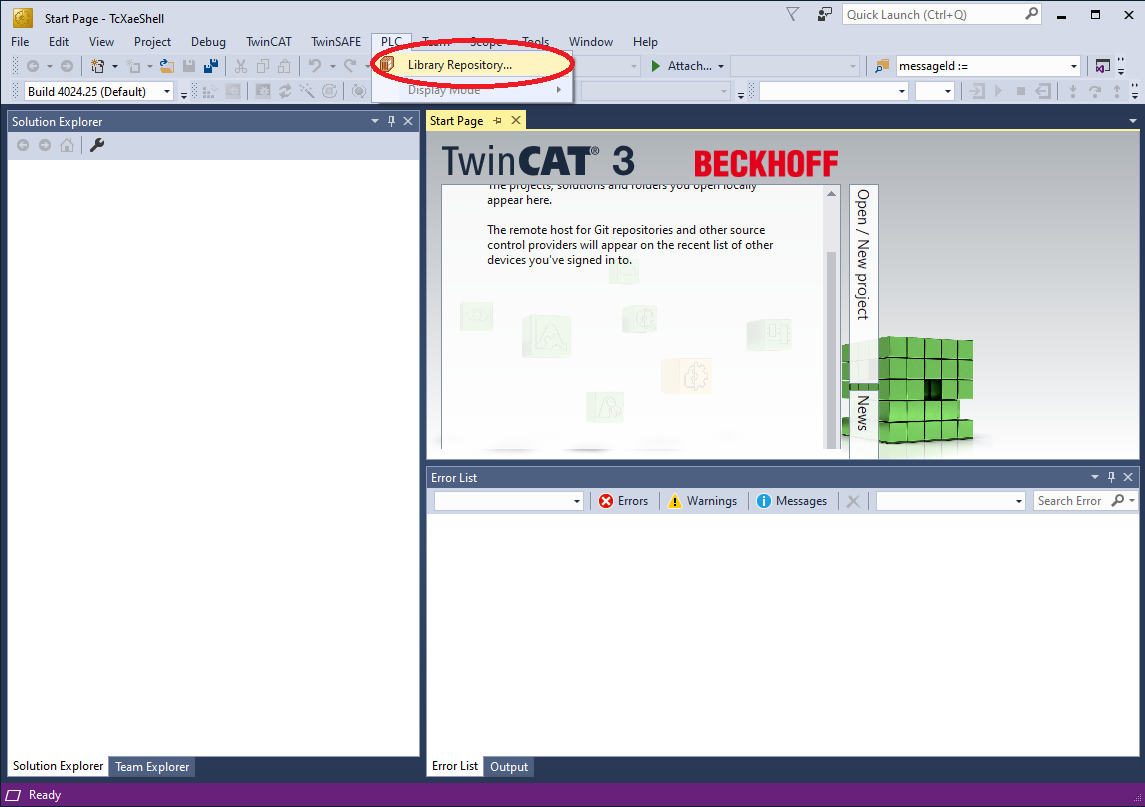 Start Page - TcXaeShell
Quick Launch (Ctrl+Q)
File Edit View Project Debug TwinCAT TwinSAFE PLC Team Scope Tools Window Help
Library Repository...
Attach...
messageId :=
Build 4024.25 (Default)
Display Mode
Solution Explorer
Start Page
TwinCAT® 3 BECKHOFF
The projects, solutions and folders you open locally
appear here.
The remote host for Git repositories and other source
control providers will appear on the recent list of other
devices you've signed in to.
Open / New project
News
Error List
Errors Warnings Messages
Search Error
Solution Explorer Team Explorer
Error List Output
Ready